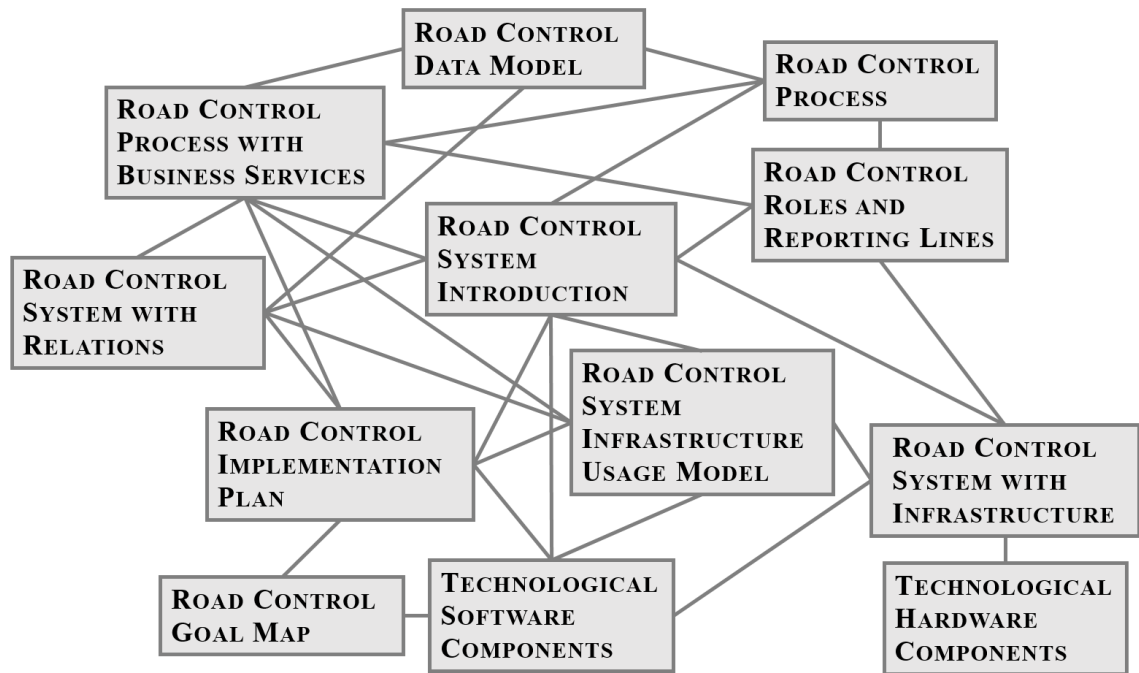 Road Control
Data Model
Road Control
Process
Road Control
Process with
Business Services
Road Control
Roles and
Reporting Lines
Road Control
System
Introduction
Road Control
System with
Relations
Road Control
System
Infrastructure
Usage Model
Road Control
Implementation
Plan
Road Control
System with
Infrastructure
Road Control
Goal Map
Technological
Software
Components
Technological
Hardware
Components